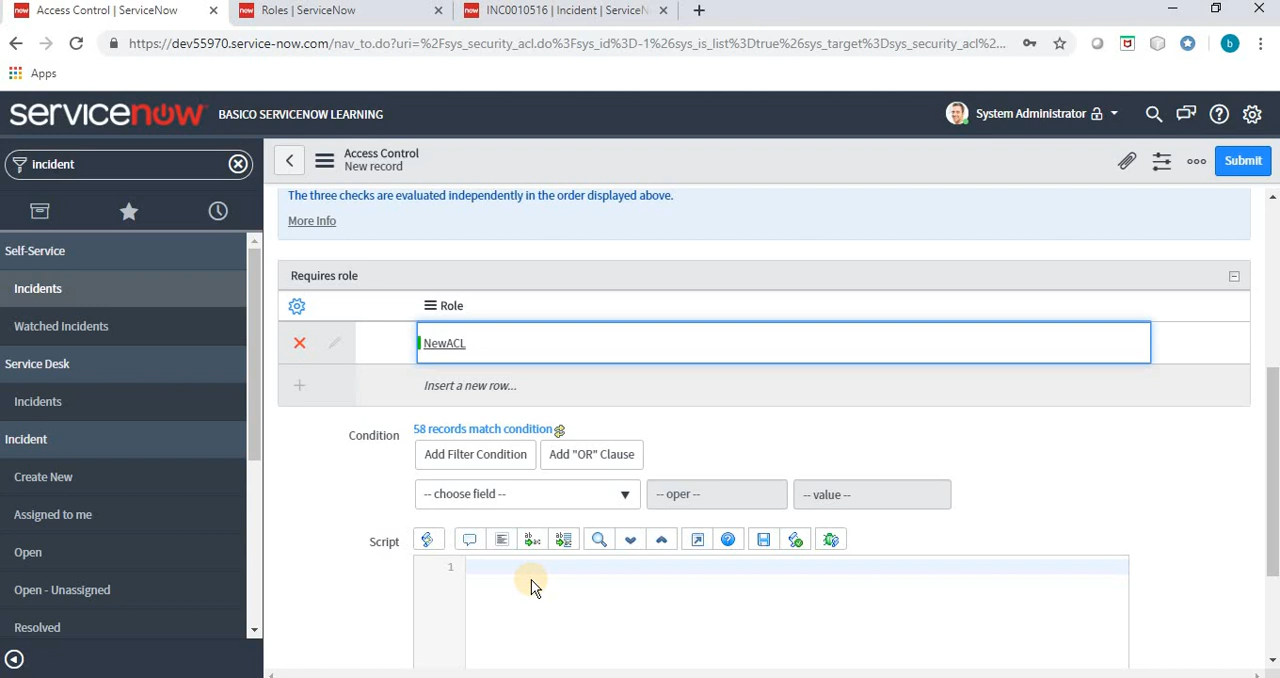 Access Control | ServiceNow
Roles | ServiceNow
INC0010516 | Incident | ServiceN
https://dev55970.service-now.com/nav_to.do?uri=%2Fsys_security_acl.do%3Fsys_id%3D-1%26sys_is_list%3Dtrue%26sys_target%3Dsys_security_acl%2...
b
Apps
servicenow
BASICO SERVICENOW LEARNING
System Administrator
incident
Access Control
New record
Submit
The three checks are evaluated independently in the order displayed above.
More Info
Self-Service
Incidents
Watched Incidents
Service Desk
Incidents
Incident
Create New
Assigned to me
Open
Open - Unassigned
Resolved
Requires role
Role
NewACL
Insert a new row...
Condition
58 records match condition
Add Filter Condition
Add "OR" Clause
-- choose field --
-- oper --
-- value --
Script
1